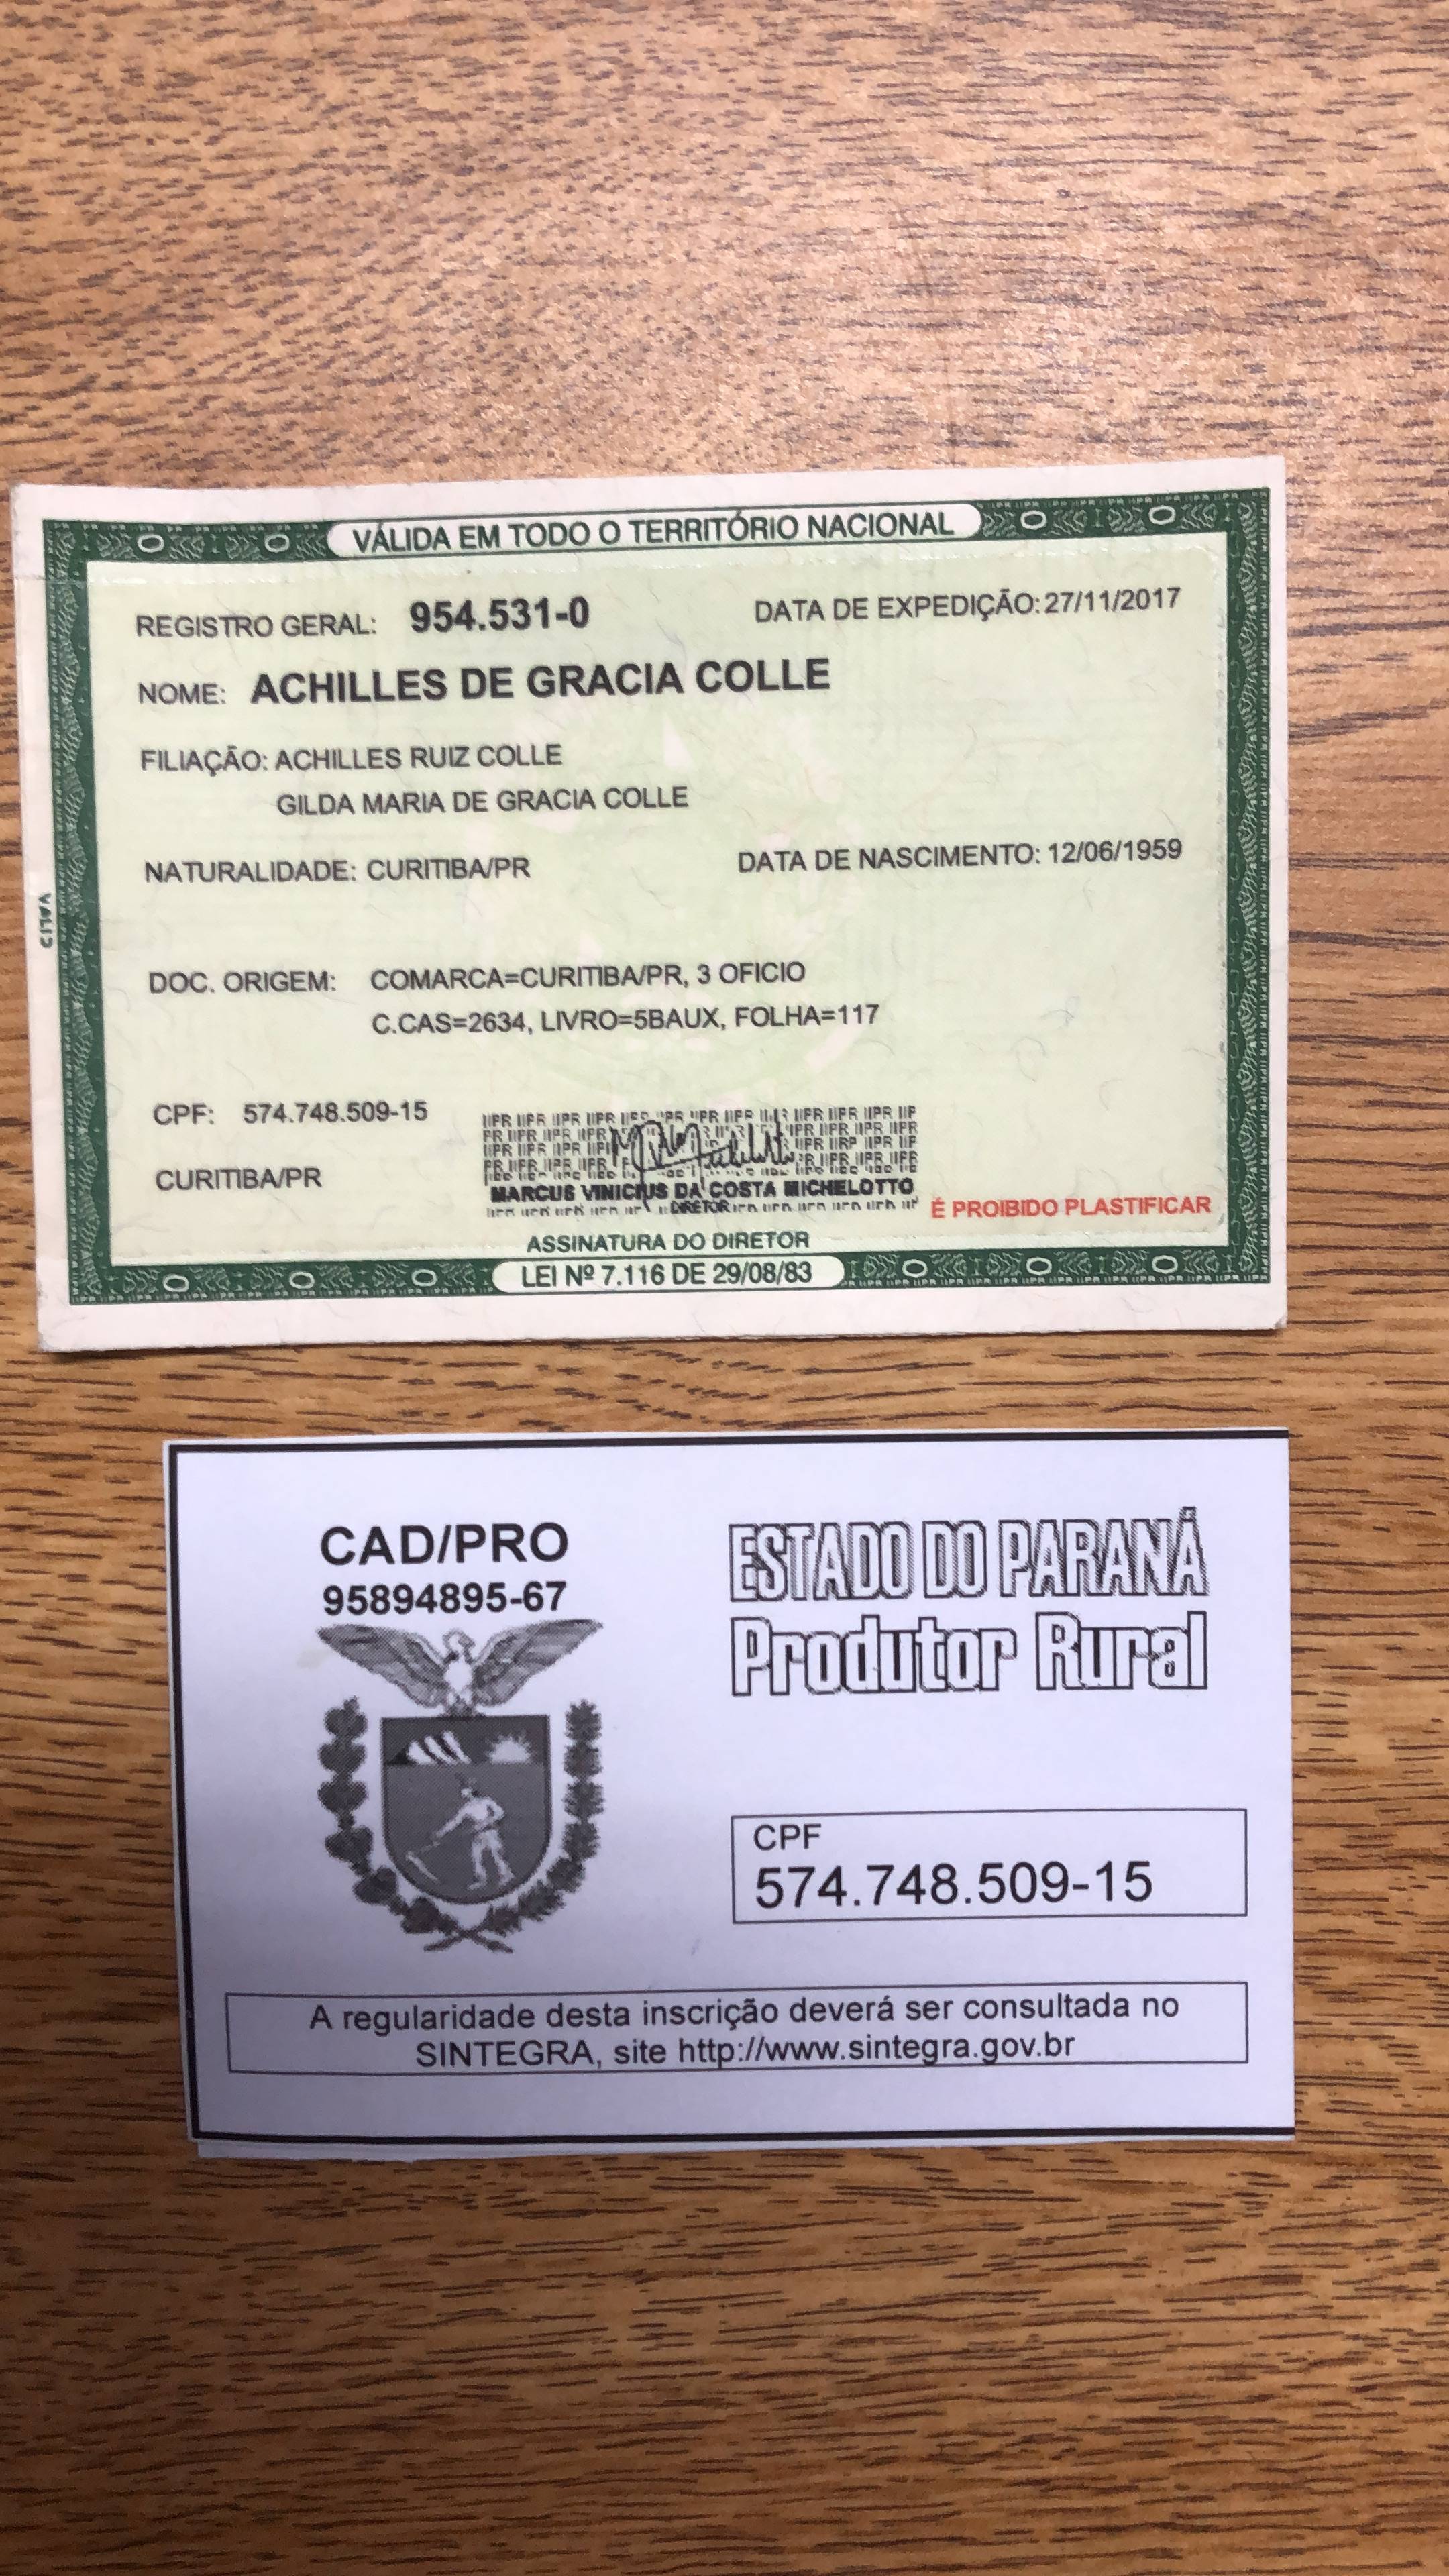 VÁLIDA EM TODO O TERRITÓRIO NACIONAL
REGISTRO GERAL: 954.531-0 DATA DE EXPEDIÇÃO: 27/11/2017
NOME: ACHILLES DE GRACIA COLLE
FILIAÇÃO: ACHILLES RUIZ COLLE
GILDA MARIA DE GRACIA COLLE
NATURALIDADE: CURITIBA/PR DATA DE NASCIMENTO: 12/06/1959
DOC. ORIGEM: COMARCA=CURITIBA/PR, 3 OFICIO
C.CAS=2634, LIVRO=5BAUX, FOLHA=117
CPF: 574.748.509-15
CURITIBA/PR
MARCUS VINICIUS DA COSTA MICHELOTTO
DIRETOR
É PROIBIDO PLASTIFICAR
ASSINATURA DO DIRETOR
LEI Nº 7.116 DE 29/08/83
CAD/PRO
95894895-67
ESTADO DO PARANÁ
Produtor Rural
CPF
574.748.509-15
A regularidade desta inscrição deverá ser consultada no
SINTEGRA, site http://www.sintegra.gov.br